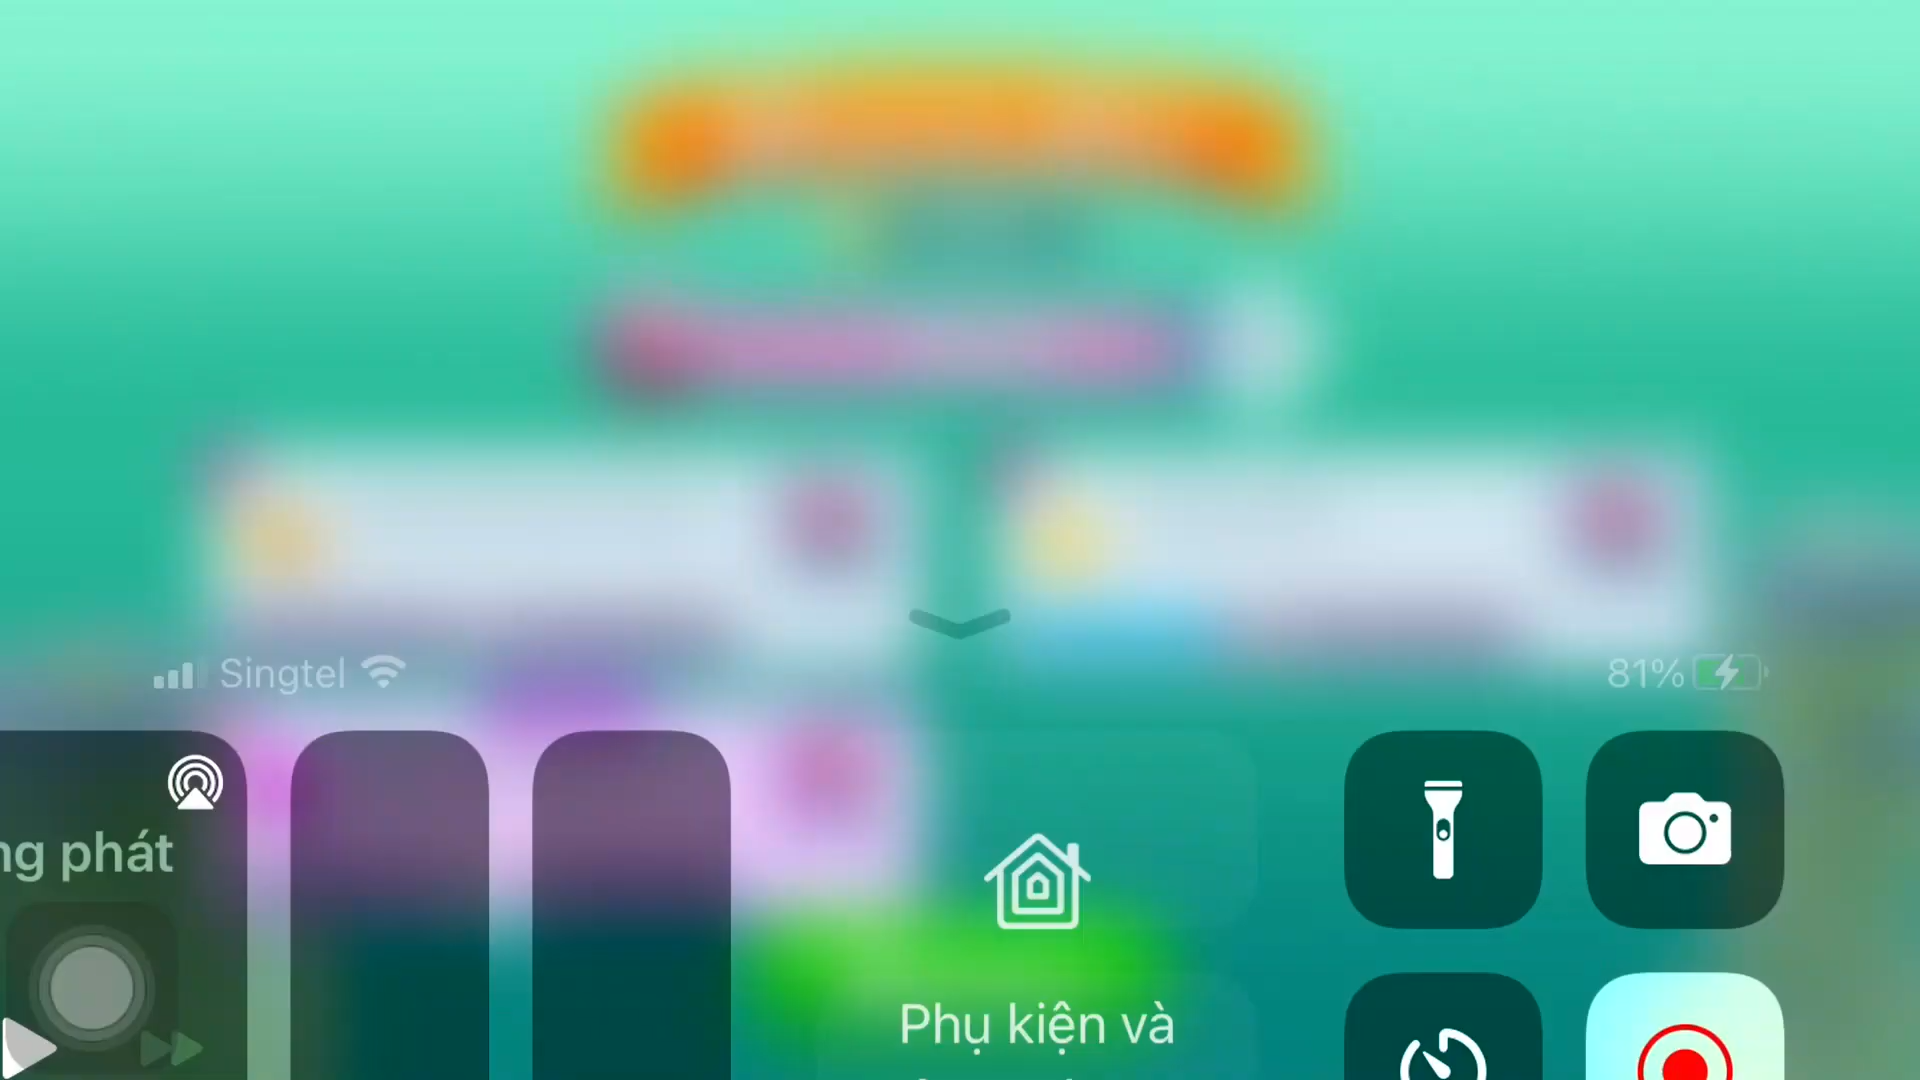 Singtel
81%
ng phát
Phụ kiện và